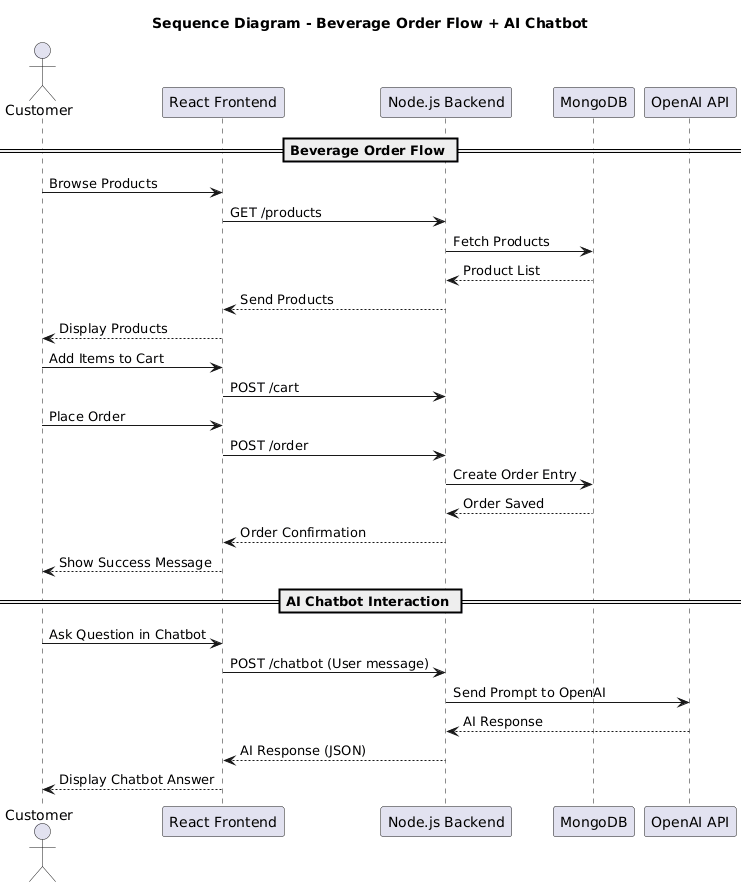 Sequence Diagram - Beverage Order Flow + AI Chatbot
Customer
React Frontend
Node.js Backend
MongoDB
OpenAI API
Beverage Order Flow
Browse Products
GET /products
Fetch Products
Product List
Send Products
Display Products
Add Items to Cart
POST /cart
Place Order
POST /order
Create Order Entry
Order Saved
Order Confirmation
Show Success Message
AI Chatbot Interaction
Ask Question in Chatbot
POST /chatbot (User message)
Send Prompt to OpenAI
AI Response
AI Response (JSON)
Display Chatbot Answer
Customer
React Frontend
Node.js Backend
MongoDB
OpenAI API